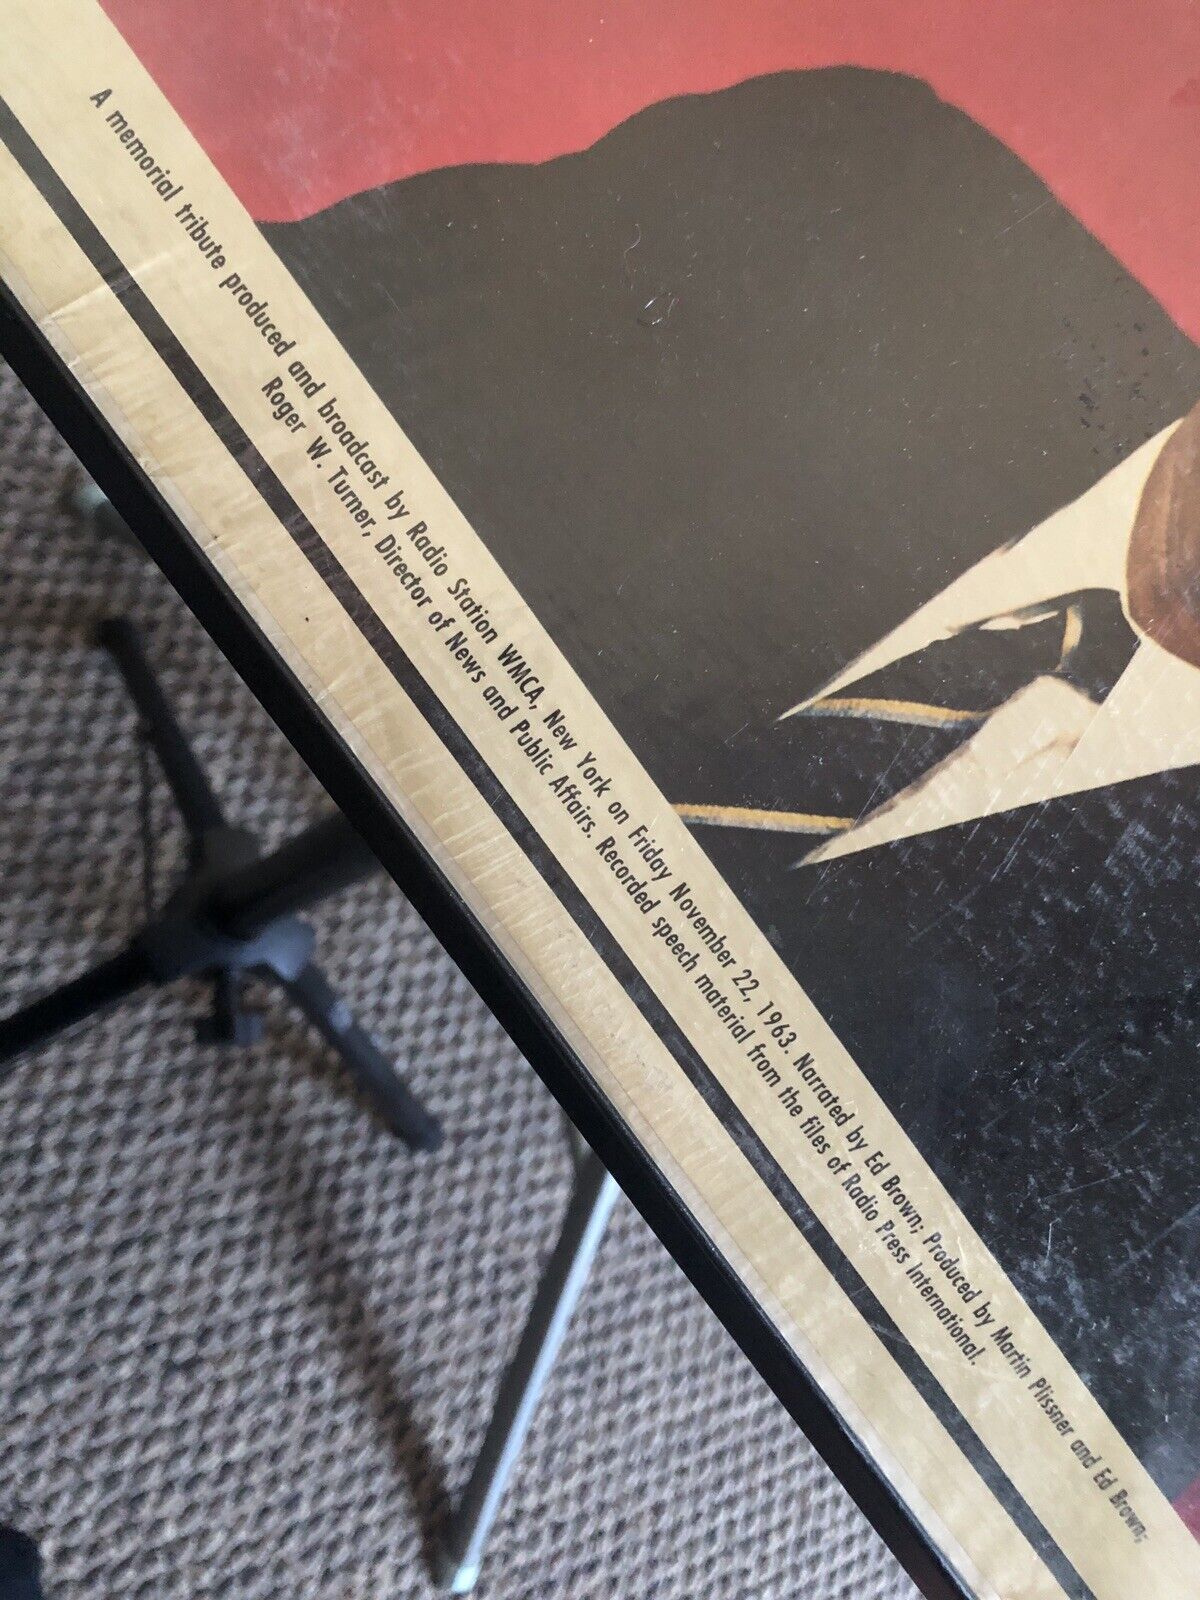 A memorial tribute produced and broadcast by Radio Station WMCA, New York on Friday November 22, 1963. Narrated by Ed Brown; Produced by Martin Plissner and Ed Brown;
Roger W. Turner, Director of News and Public Affairs. Recorded speech material from the files of Radio Press International.